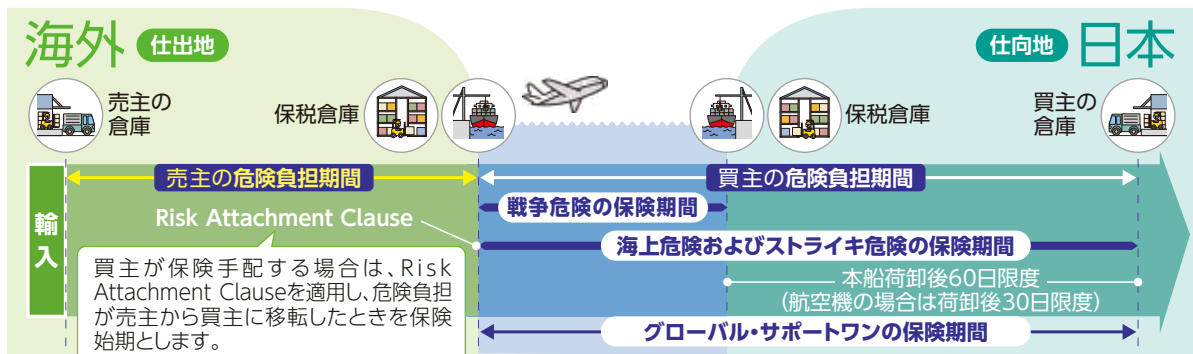 海外 仕出地
仕向地 日本
売主の
倉庫
保税倉庫
保税倉庫
買主の
倉庫
輸入
売主の危険負担期間
買主の危険負担期間
戦争危険の保険期間
Risk Attachment Clause
海上危険およびストライキ危険の保険期間
買主が保険手配する場合は、Risk
Attachment Clauseを適用し、危険負担
が売主から買主に移転したときを保険
始期とします。
本船荷卸後60日限度
(航空機の場合は荷卸後30日限度)
グローバル・サポートワンの保険期間